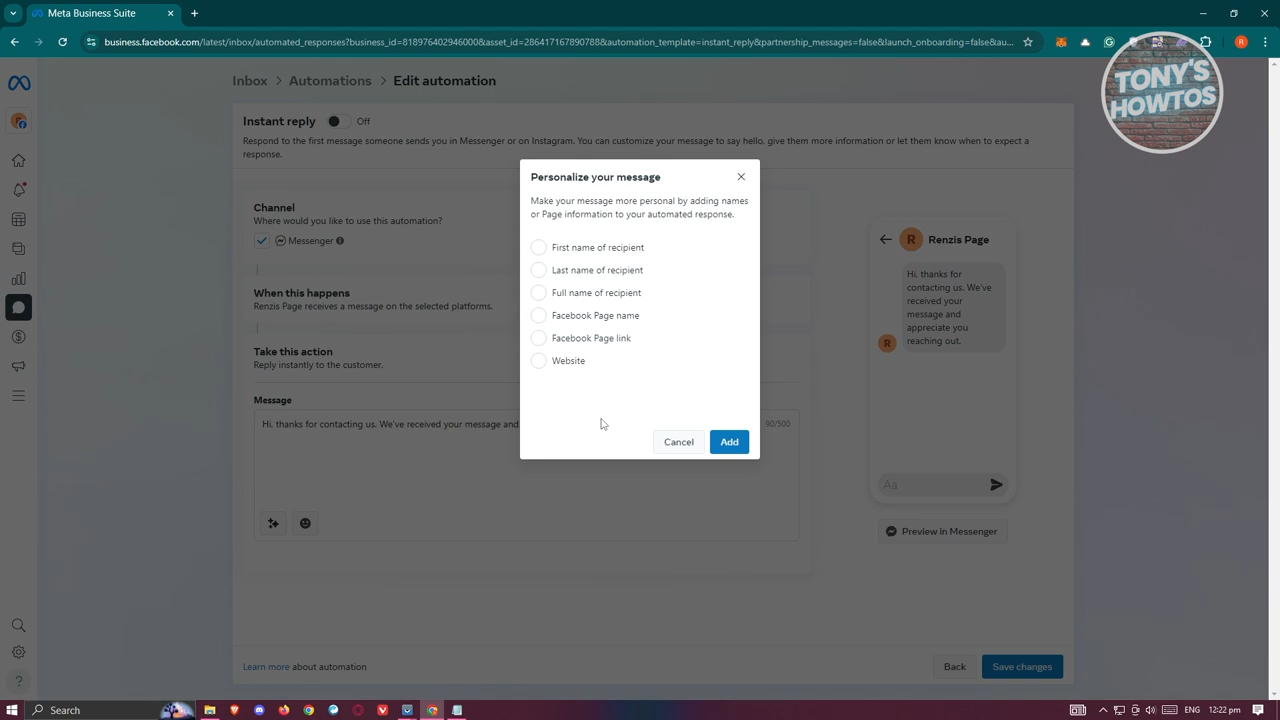 Meta Business Suite
business.facebook.com/latest/inbox/automated_responses?business_id=818976402946000&asset_id=286417167890788&automation_template=instant_reply&partnership_messages=false&launch_onboarding=false&au...
TONY'S
HOWTOS
Inbox > Automations > Edit automation
Instant reply
Off
Respond to the first message someone sends
ger or on Instagram. You can customize your message to say hello, give them more information or let them know when to expect a
response.
Channel
Where would you like to use this automation?
Messenger
When this happens
Renzis Page receives a message on the selected platforms.
Take this action
Reply instantly to the customer.
Message
Hi, thanks for contacting us. We've received your message and
90/500
Personalize your message
Make your message more personal by adding names
or Page information to your automated response.
First name of recipient
Last name of recipient
Full name of recipient
Facebook Page name
Facebook Page link
Website
Cancel
Add
R Renzis Page
Hi, thanks for
contacting us. We've
received your
message and
appreciate you
reaching out.
R
Aa
Preview in Messenger
Learn more about automation
Back
Save changes
Search
ENG
12:22 pm